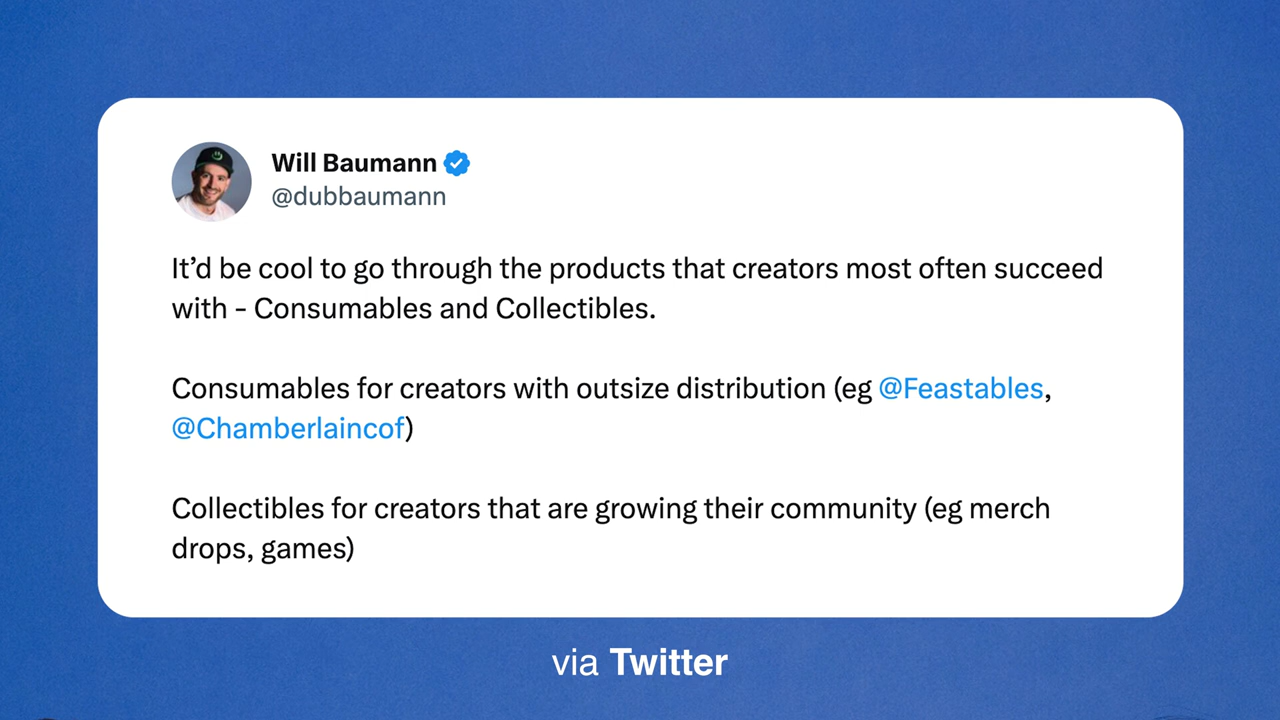 Will Baumann
@dubbaumann
It’d be cool to go through the products that creators most often succeed
with - Consumables and Collectibles.
Consumables for creators with outsize distribution (eg @Feastables,
@Chamberlaincof)
Collectibles for creators that are growing their community (eg merch
drops, games)
via Twitter